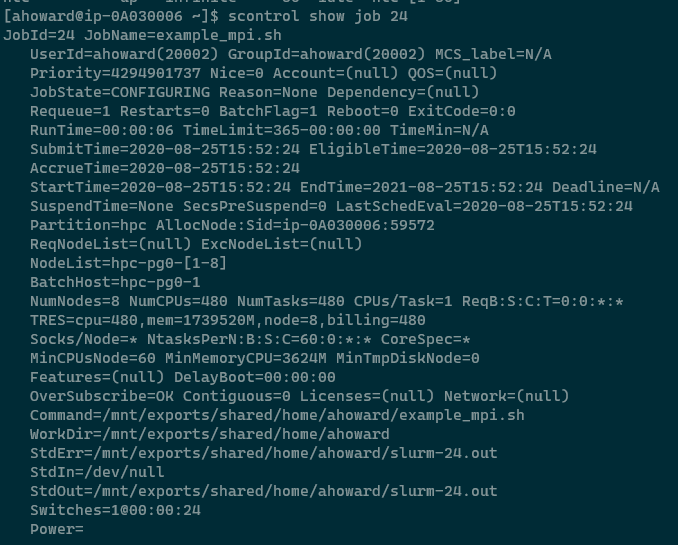 [ahoward@ip-0A030006 ~]$ scontrol show job 24
JobId=24 JobName=example_mpi.sh
UserId=ahoward(20002) GroupId=ahoward(20002) MCS_label=N/A
Priority=4294901737 Nice=0 Account=(null) QOS=(null)
JobState=CONFIGURING Reason=None Dependency=(null)
Requeue=1 Restarts=0 BatchFlag=1 Reboot=0 ExitCode=0:0
RunTime=00:00:06 TimeLimit=365-00:00:00 TimeMin=N/A
SubmitTime=2020-08-25T15:52:24 EligibleTime=2020-08-25T15:52:24
AccrueTime=2020-08-25T15:52:24
StartTime=2020-08-25T15:52:24 EndTime=2021-08-25T15:52:24 Deadline=N/A
SuspendTime=None SecsPreSuspend=0 LastSchedEval=2020-08-25T15:52:24
Partition=hpc AllocNode:Sid=ip-0A030006:59572
ReqNodeList=(null) ExcNodeList=(null)
NodeList=hpc-pg0-[1-8]
BatchHost=hpc-pg0-1
NumNodes=8 NumCPUs=480 NumTasks=480 CPUs/Task=1 ReqB:S:C:T=0:0:*:*
TRES=cpu=480,mem=1739520M,node=8,billing=480
Socks/Node=* NtasksPerN:B:S:C=60:0:*:* CoreSpec=*
MinCPUsNode=60 MinMemoryCPU=3624M MinTmpDiskNode=0
Features=(null) DelayBoot=00:00:00
OverSubscribe=OK Contiguous=0 Licenses=(null) Network=(null)
Command=/mnt/exports/shared/home/ahoward/example_mpi.sh
WorkDir=/mnt/exports/shared/home/ahoward
StdErr=/mnt/exports/shared/home/ahoward/slurm-24.out
StdIn=/dev/null
StdOut=/mnt/exports/shared/home/ahoward/slurm-24.out
Switches=1@00:00:24
Power=